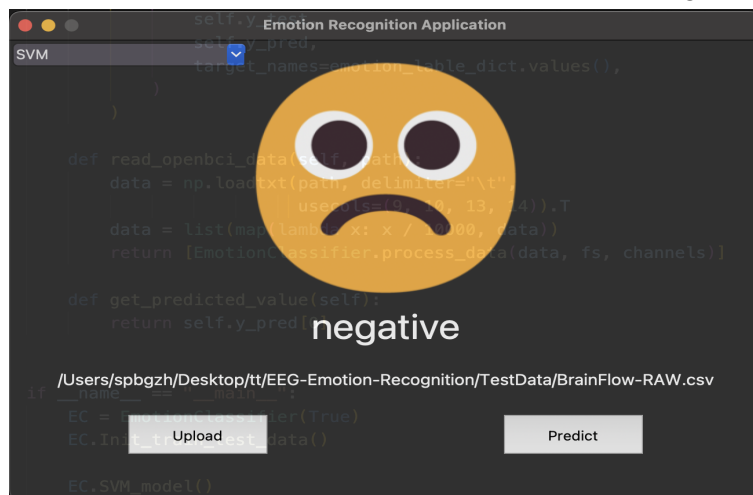 Emotion Recognition Application
self.y_test,
SVM
self.y_pred,
target_names=emotion_lable_dict.values(),
)
)
def read_openbci_data(self, path):
data = np.loadtxt(path, delimiter="\t",
usecols=(9, 10, 13, 14)).T
data = list(map(lambda x: x / 10000, data))
return [EmotionClassifier.process_data(data, fs, channels)]
def get_predicted_value(self):
return self.y_pred[0]
negative
/Users/spbgzh/Desktop/tt/EEG-Emotion-Recognition/TestData/BrainFlow-RAW.csv
if __name__ == "__main__":
EC = EmotionClassifier(True)
Upload
Predict
EC.Init_train_test_data()
EC.SVM_model()